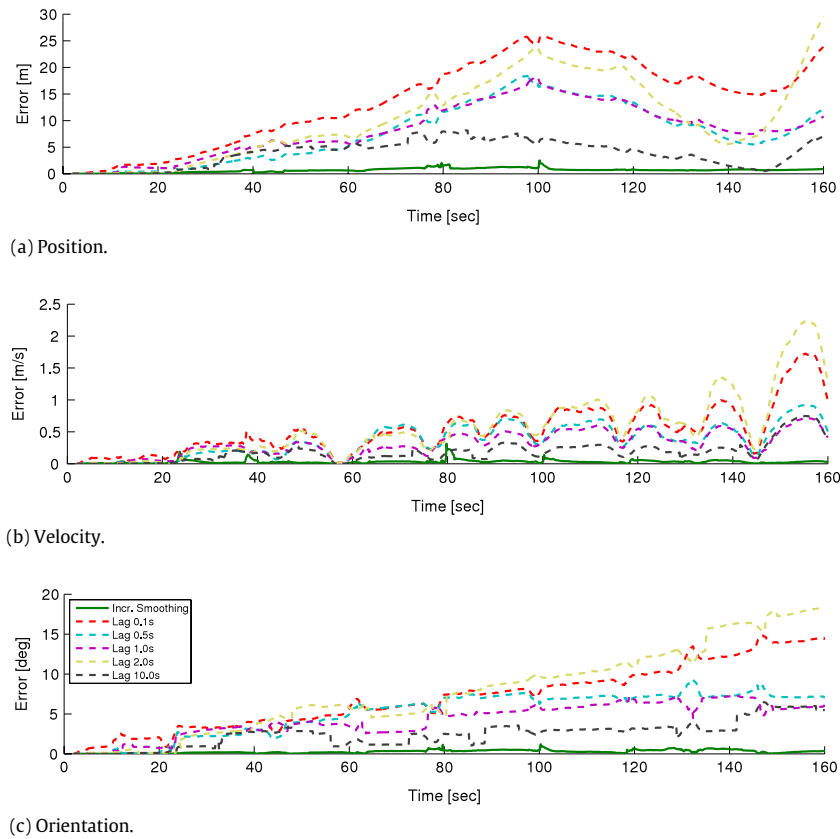 30
25
20
15
10
5
0
Error [m]
0 20 40 60 80 100 120 140 160
Time [sec]
(a) Position.
2.5
2
1.5
1
0.5
0
Error [m/s]
0 20 40 60 80 100 120 140 160
Time [sec]
(b) Velocity.
20
15
10
5
0
Error [deg]
Incr. Smoothing
Lag 0.1s
Lag 0.5s
Lag 1.0s
Lag 2.0s
Lag 10.0s
0 20 40 60 80 100 120 140 160
Time [sec]
(c) Orientation.